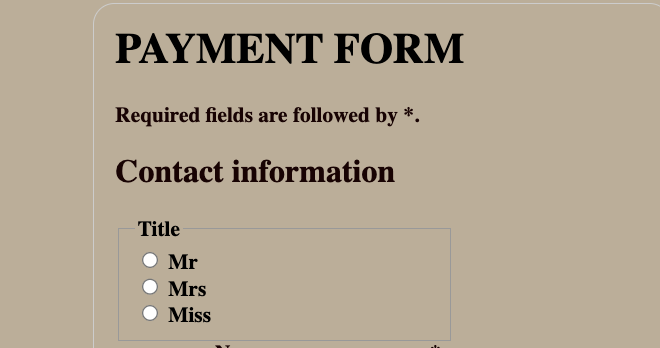 PAYMENT FORM
Required fields are followed by *.
Contact information
Title
Mr
Mrs
Miss
*